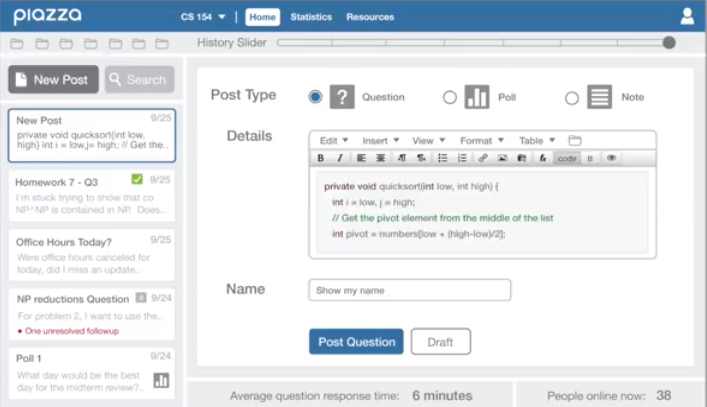 piazza
CS 154
Home
Statistics
Resources
History Slider
New Post
Search
New Post 9/25
private void quicksort{int low,
high} int i = low,j= high; // Get the..
Homework 7 - Q3 9/25
I'm stuck trying to show that co
NP^NP is contained in NP. Does..
Office Hours Today? 9/25
Were office hours canceled for
today, did I miss an update..
NP reductions Question 9/24
For problem 2, I want to use the..
One unresolved followup
Poll 1 9/24
What day would be the best
day for the midterm review?..
Post Type
? Question
Poll
Note
Details
Edit Insert View Format Table
B I code
private void quicksort(int low, int high) {
int i = low, j = high;
// Get the pivot element from the middle of the list
int pivot = numbers[low + (high-low)/2];
Name
Show my name
Post Question
Draft
Average question response time: 6 minutes
People online now: 38